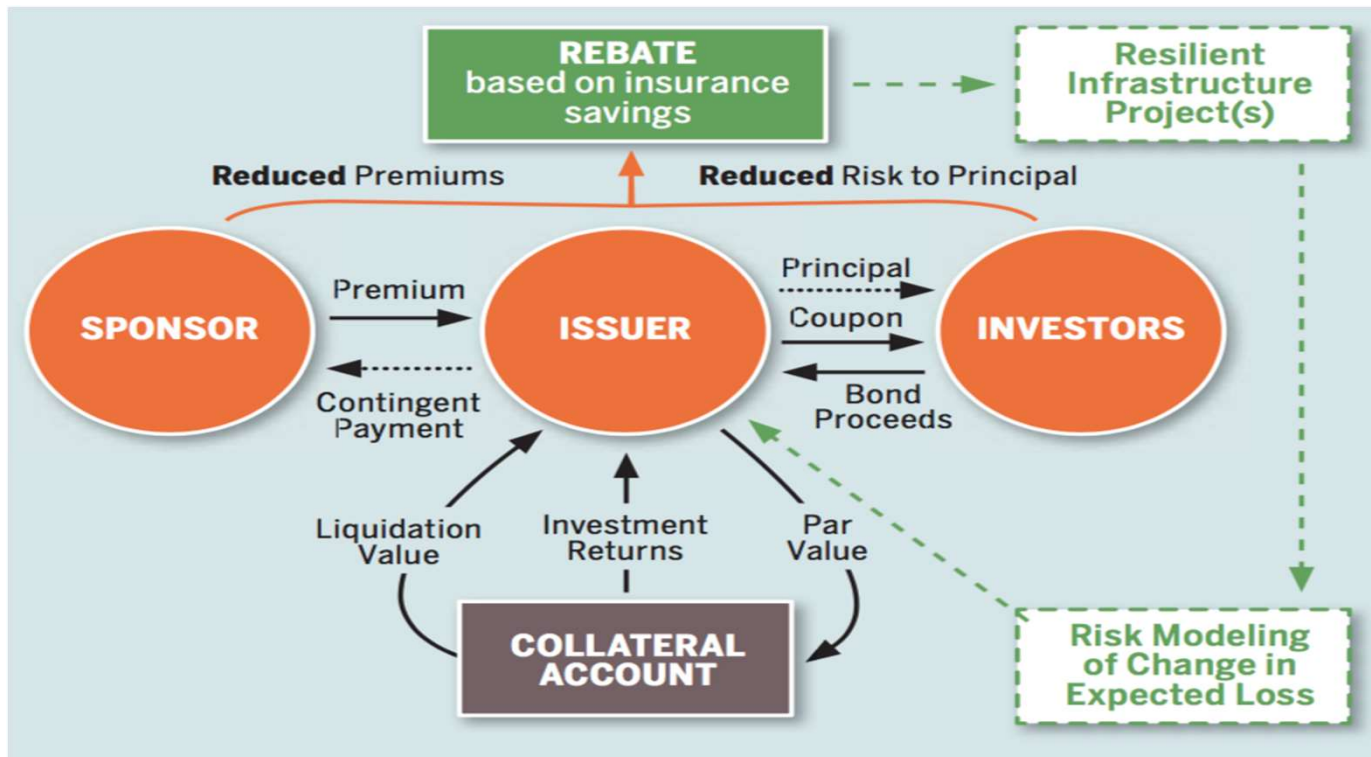 REBATE
based on insurance
savings
Resilient
Infrastructure
Project(s)
Reduced Premiums
Reduced Risk to Principal
SPONSOR
Premium
Contingent
Payment
ISSUER
Principal
Coupon
Bond
Proceeds
INVESTORS
Liquidation
Value
Investment
Returns
Par
Value
COLLATERAL
ACCOUNT
Risk Modeling
of Change in
Expected Loss